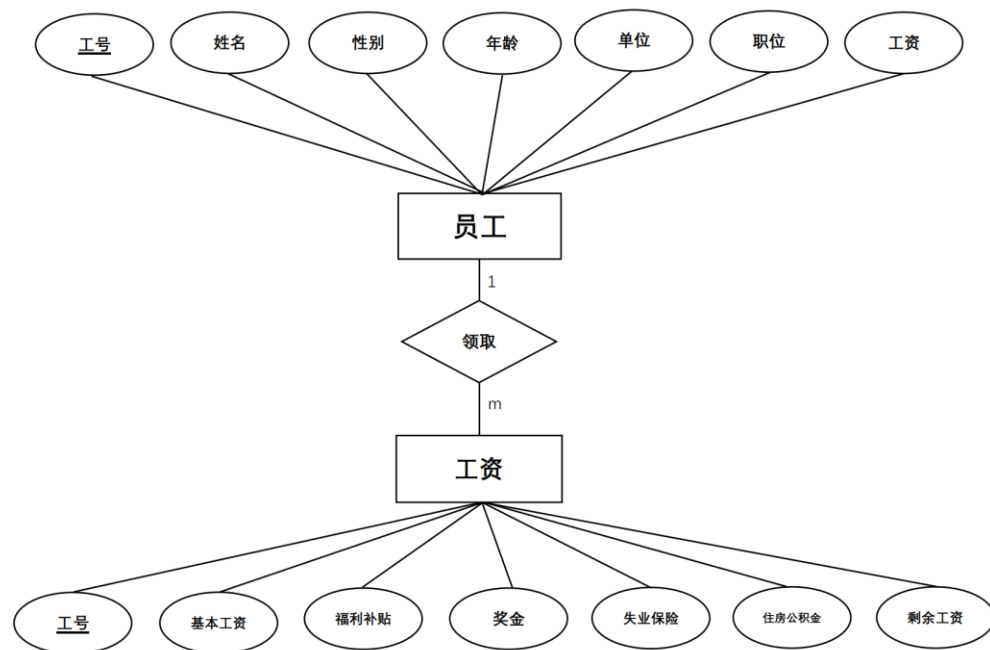 工号 姓名 性别 年龄 单位 职位 工资
员工
1
领取
m
工资
工号 基本工资 福利补贴 奖金 失业保险 住房公积金 剩余工资